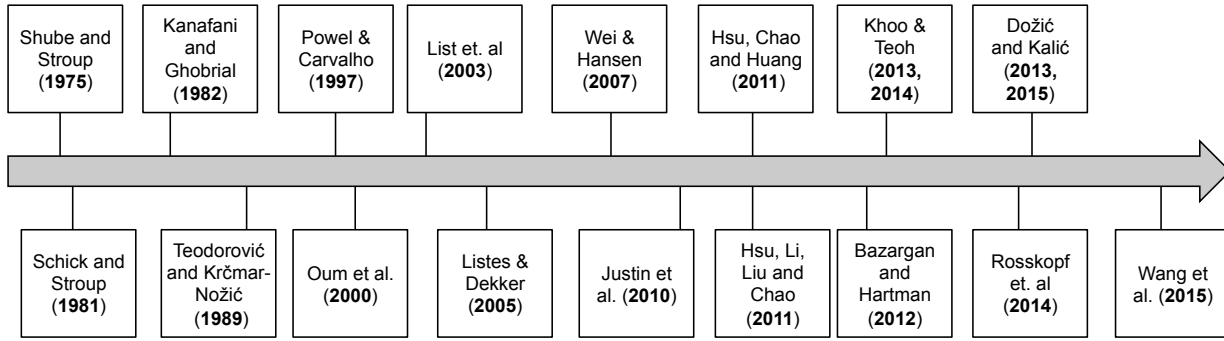 Shube and
Stroup
(1975)
Kanafani
and
Ghobrial
(1982)
Powel &
Carvalho
(1997)
List et. al
(2003)
Wei &
Hansen
(2007)
Hsu, Chao
and Huang
(2011)
Khoo &
Teoh
(2013,
2014)
Dožić
and Kalić
(2013,
2015)
Schick and
Stroup
(1981)
Teodorović
and Krčmar-
Nožić
(1989)
Oum et al.
(2000)
Listes &
Dekker
(2005)
Justin et
al. (2010)
Hsu, Li,
Liu and
Chao
(2011)
Bazargan
and
Hartman
(2012)
Rosskopf
et. al
(2014)
Wang et
al. (2015)